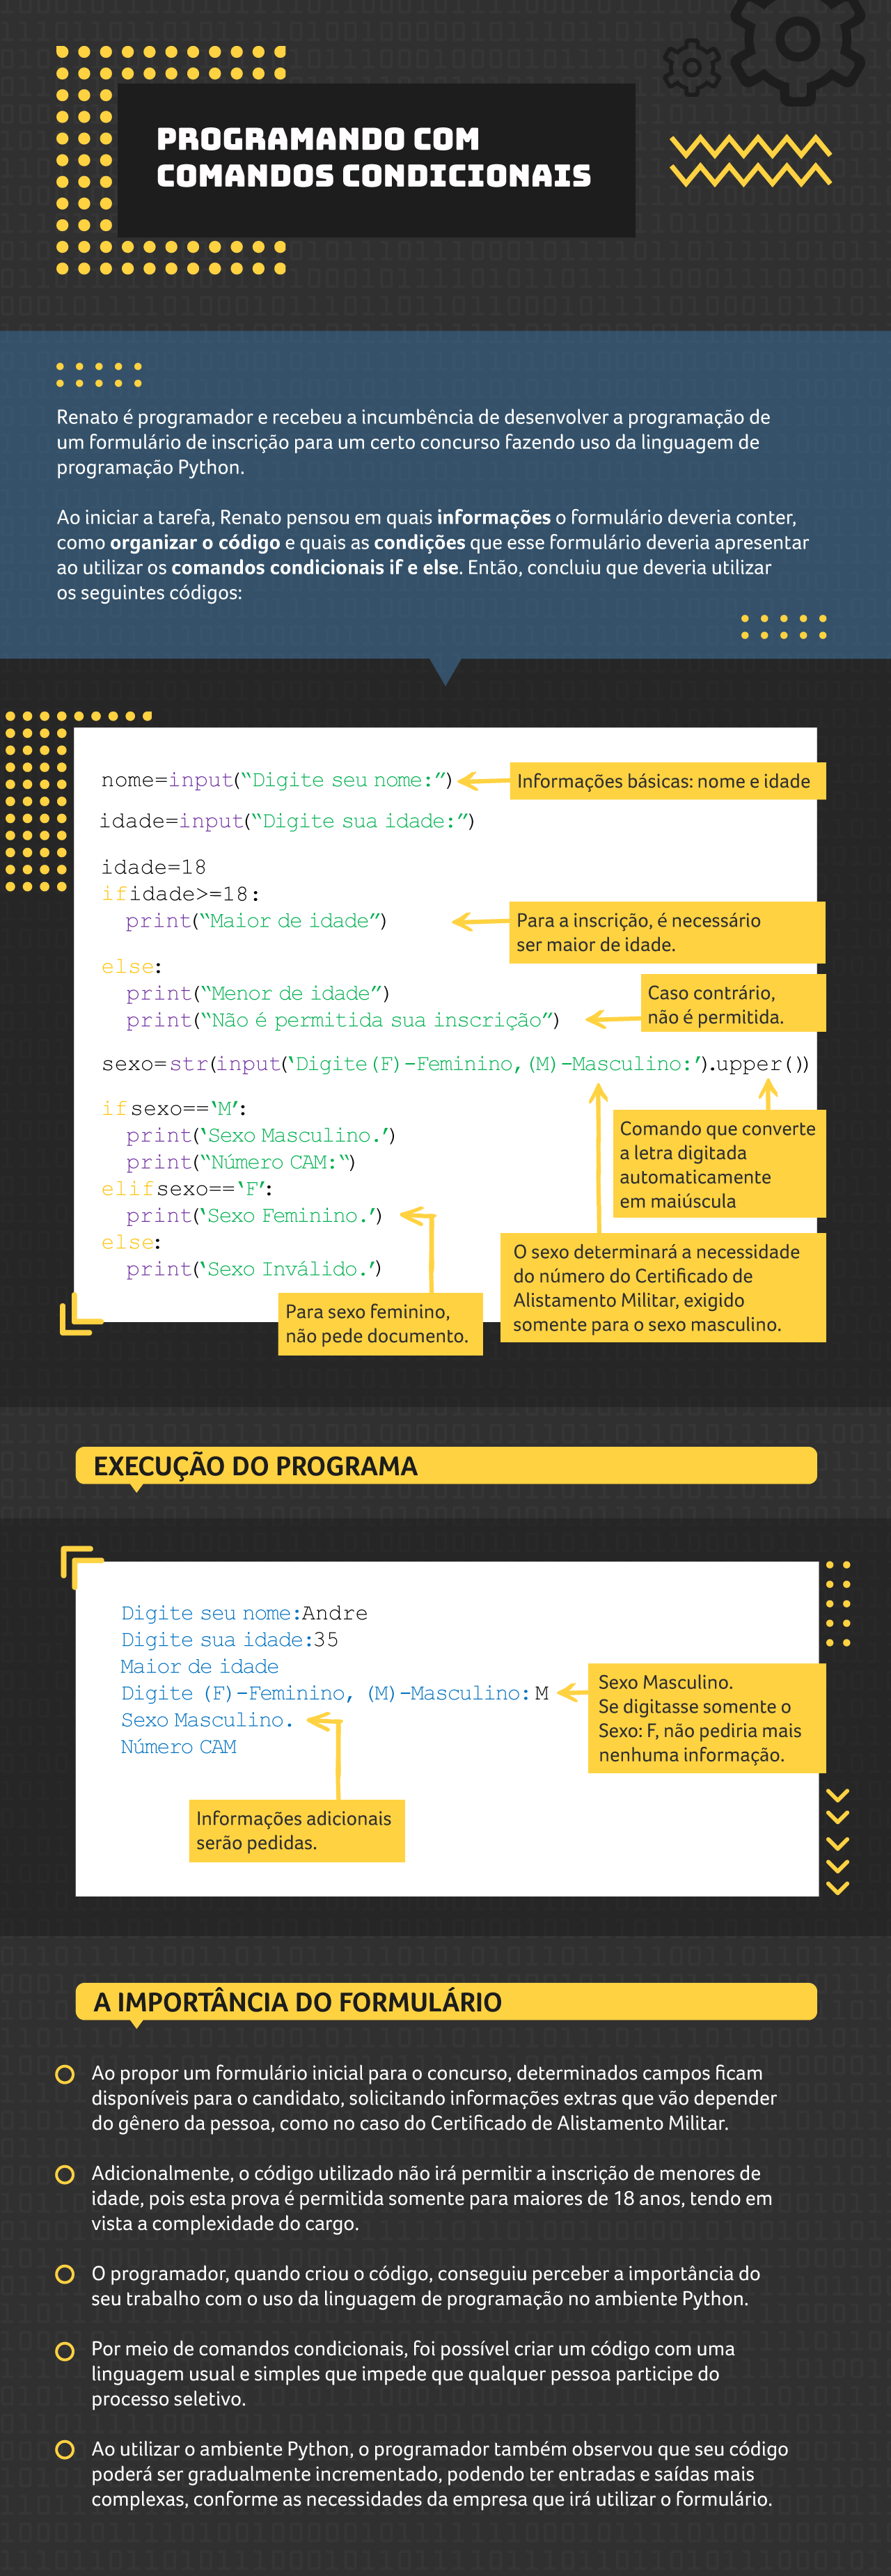 PROGRAMANDO COM
COMANDOS CONDICIONAIS
Renato é programador e recebeu a incumbência de desenvolver a programação de
um formulário de inscrição para um certo concurso fazendo uso da linguagem de
programação Python.
Ao iniciar a tarefa, Renato pensou em quais informações o formulário deveria conter,
como organizar o código e quais as condições que esse formulário deveria apresentar
ao utilizar os comandos condicionais if e else. Então, concluiu que deveria utilizar
os seguintes códigos:
nome=input(“Digite seu nome:”)
Informações básicas: nome e idade
idade=input(“Digite sua idade:”)
idade=18
if idade>=18:
print(“Maior de idade”)
Para a inscrição, é necessário
ser maior de idade.
else:
print(“Menor de idade”)
print(“Não é permitida sua inscrição”)
Caso contrário,
não é permitida.
sexo=str(input(‘Digite(F)-Feminino,(M)-Masculino:’).upper())
if sexo==‘M’:
print(‘Sexo Masculino.’)
print(“Número CAM:“)
elif sexo==‘F’:
print(‘Sexo Feminino.’)
else:
print(‘Sexo Inválido.’)
Comando que converte
a letra digitada
automaticamente
em maiúscula
O sexo determinará a necessidade
do número do Certificado de
Alistamento Militar, exigido
somente para o sexo masculino.
Para sexo feminino,
não pede documento.
EXECUÇÃO DO PROGRAMA
Digite seu nome:Andre
Digite sua idade:35
Maior de idade
Digite (F)-Feminino, (M)-Masculino: M
Sexo Masculino.
Número CAM
Sexo Masculino.
Se digitasse somente o
Sexo: F, não pediria mais
nenhuma informação.
Informações adicionais
serão pedidas.
A IMPORTÂNCIA DO FORMULÁRIO
Ao propor um formulário inicial para o concurso, determinados campos ficam
disponíveis para o candidato, solicitando informações extras que vão depender
do gênero da pessoa, como no caso do Certificado de Alistamento Militar.
Adicionalmente, o código utilizado não irá permitir a inscrição de menores de
idade, pois esta prova é permitida somente para maiores de 18 anos, tendo em
vista a complexidade do cargo.
O programador, quando criou o código, conseguiu perceber a importância do
seu trabalho com o uso da linguagem de programação no ambiente Python.
Por meio de comandos condicionais, foi possível criar um código com uma
linguagem usual e simples que impede que qualquer pessoa participe do
processo seletivo.
Ao utilizar o ambiente Python, o programador também observou que seu código
poderá ser gradualmente incrementado, podendo ter entradas e saídas mais
complexas, conforme as necessidades da empresa que irá utilizar o formulário.